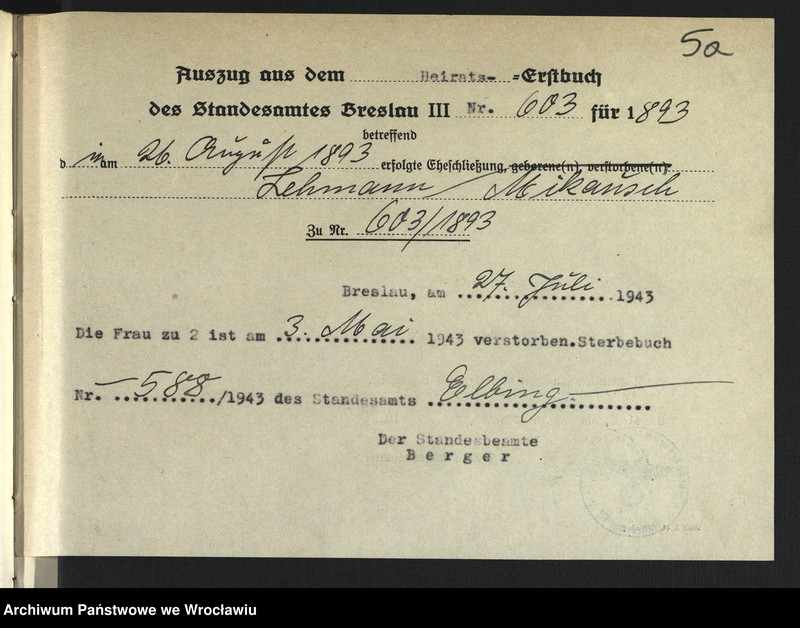 5a
Auszug aus dem Heirats- =Erstbuch
des Standesamtes Breslau III Nr. 603 für 1893
betreffend
d am 26. August 1893 erfolgte Eheschließung, geborene(n) verstorbene(n)
Lehmann / Mikausch
Zu Nr. 603/1893
Breslau, am 27. Juli 1943
Die Frau zu 2 ist am 3. Mai 1943 verstorben.Sterbebuch
Nr. 588/1943 des Standesamts Elbing.
Der Standesbeamte
Berger
Archiwum Państwowe we Wrocławiu